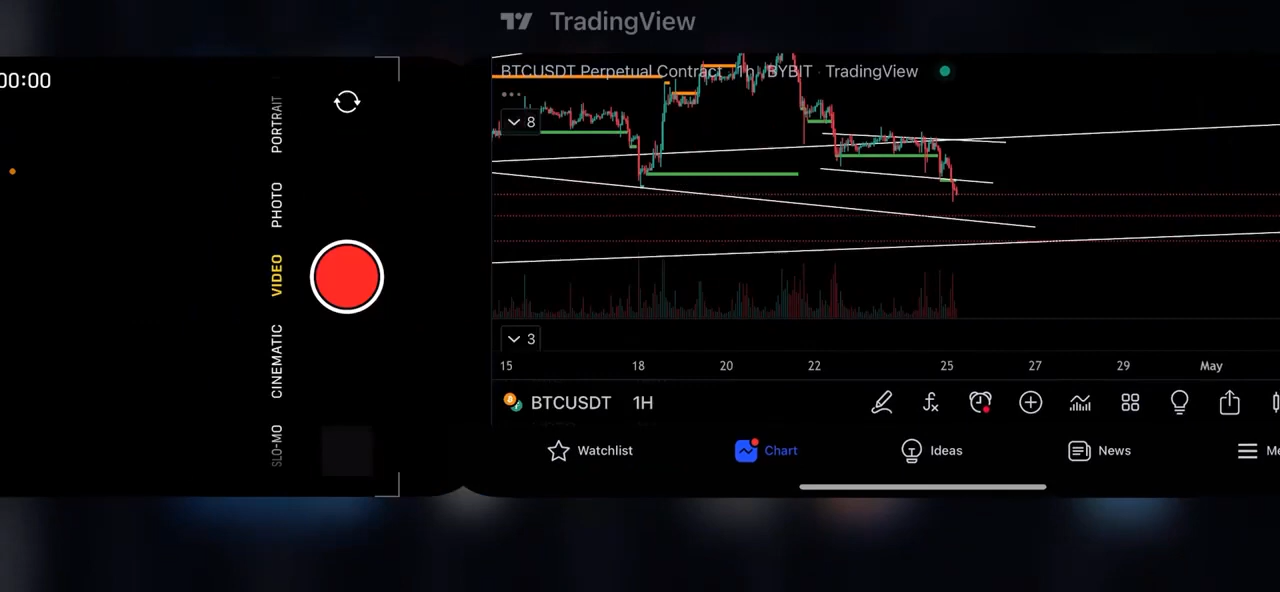 TradingView
00:00
PORTRAIT
PHOTO
VIDEO
CINEMATIC
SLO-MO
BTCUSDT Perpetual Contract · 1h · BYBIT · TradingView
8
3
15 18 20 22 25 27 29 May
BTCUSDT 1H
Watchlist Chart Ideas News